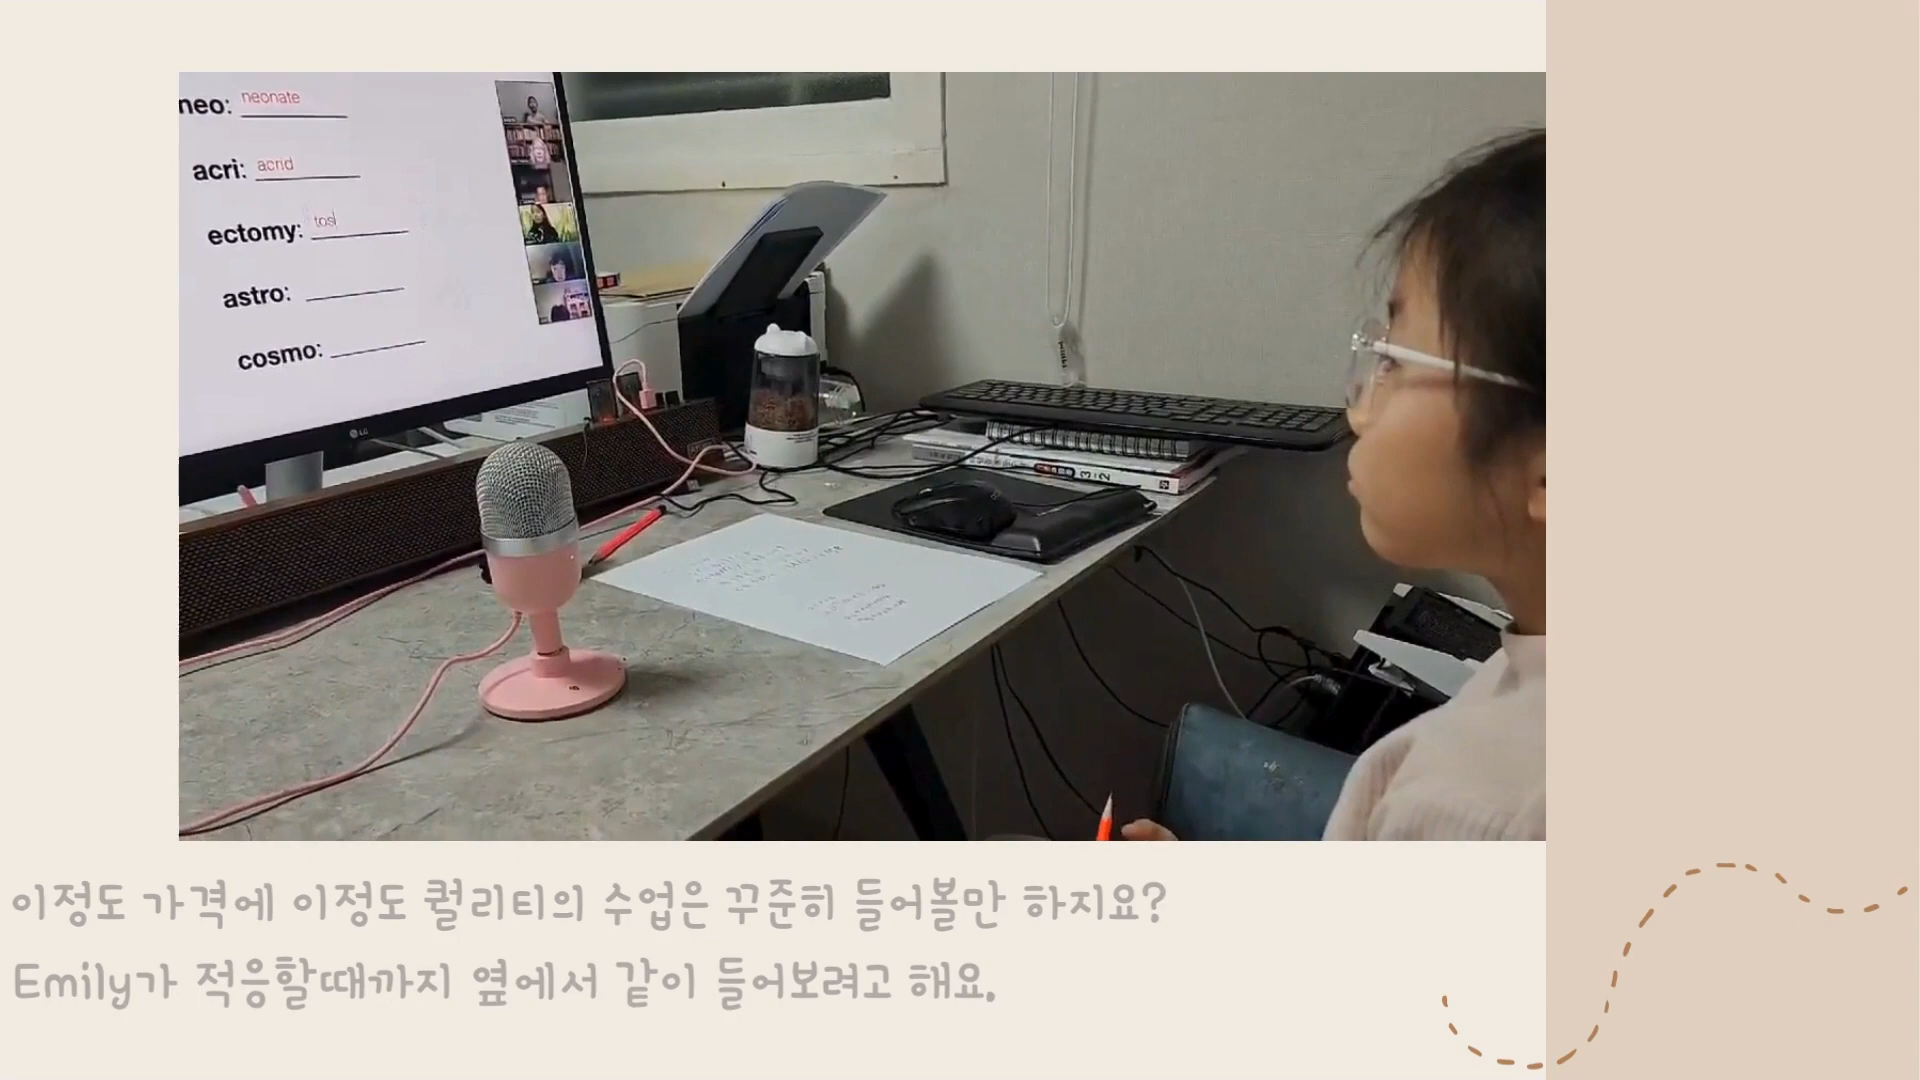 neo: neonate
acri: acrid
ectomy: tosl
astro:
cosmo:
LG
3-2
이정도 가격에 이정도 퀄리티의 수업은 꾸준히 들어볼만 하지요?
Emily가 적응할때까지 옆에서 같이 들어보려고 해요.